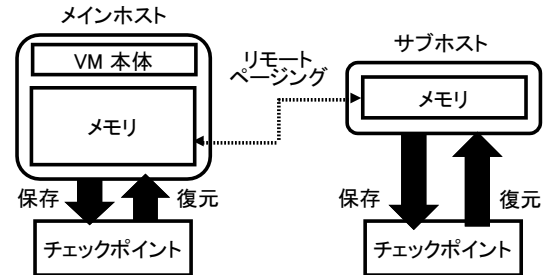 メインホスト
VM 本体
メモリ
リモート
ページング
サブホスト
メモリ
保存
復元
保存
復元
チェックポイント
チェックポイント